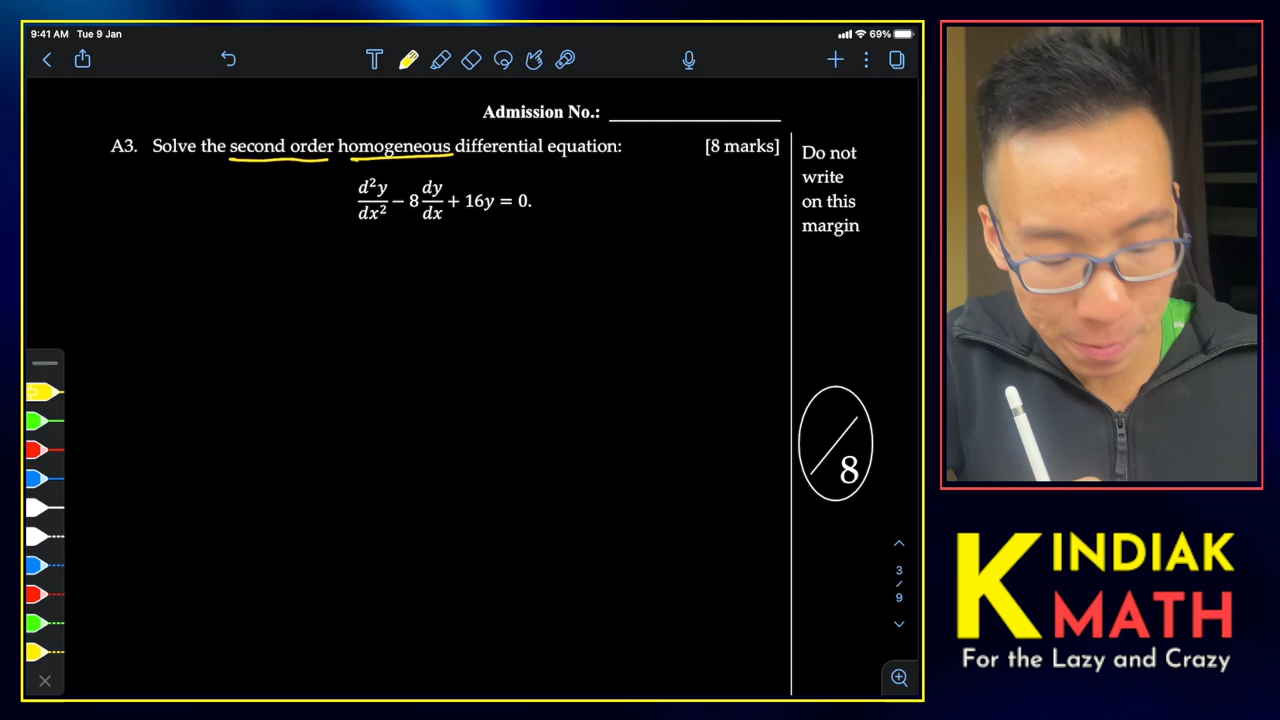 9:41 AM Tue 9 Jan
69%
Admission No.: ________________
A3. Solve the second order homogeneous differential equation: [8 marks]
d²y/dx² − 8 dy/dx + 16y = 0.
Do not
write
on this
margin
8
3
/
9
KINDIAK
MATH
For the Lazy and Crazy